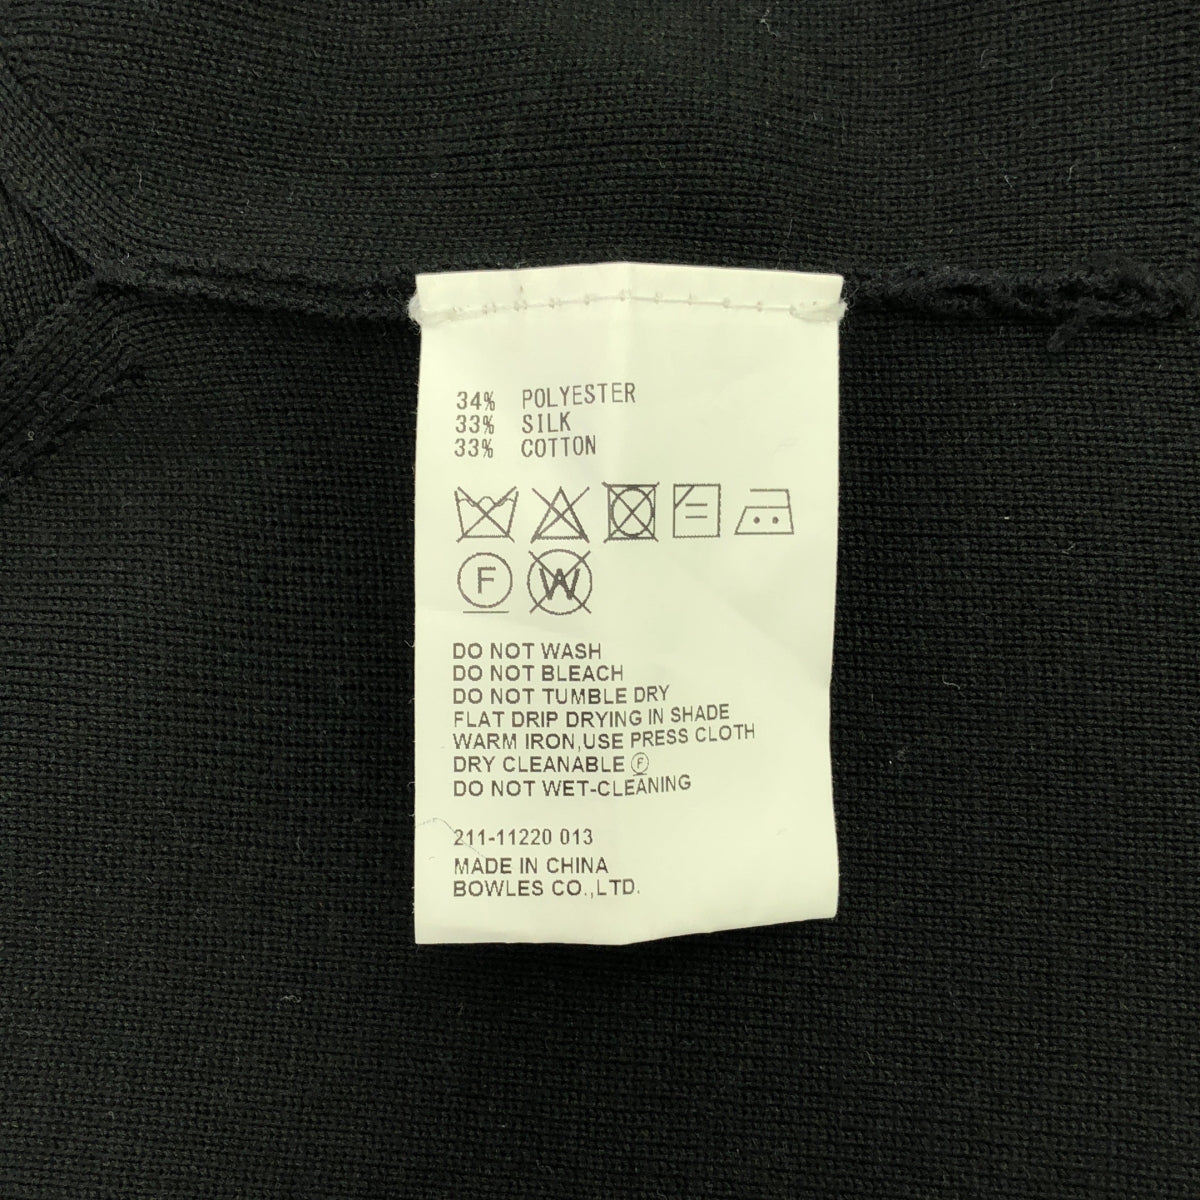 34% POLYESTER
33% SILK
33% COTTON
F W
DO NOT WASH
DO NOT BLEACH
DO NOT TUMBLE DRY
FLAT DRIP DRYING IN SHADE
WARM IRON,USE PRESS CLOTH
DRY CLEANABLE Ⓕ
DO NOT WET-CLEANING
211-11220 013
MADE IN CHINA
BOWLES CO.,LTD.